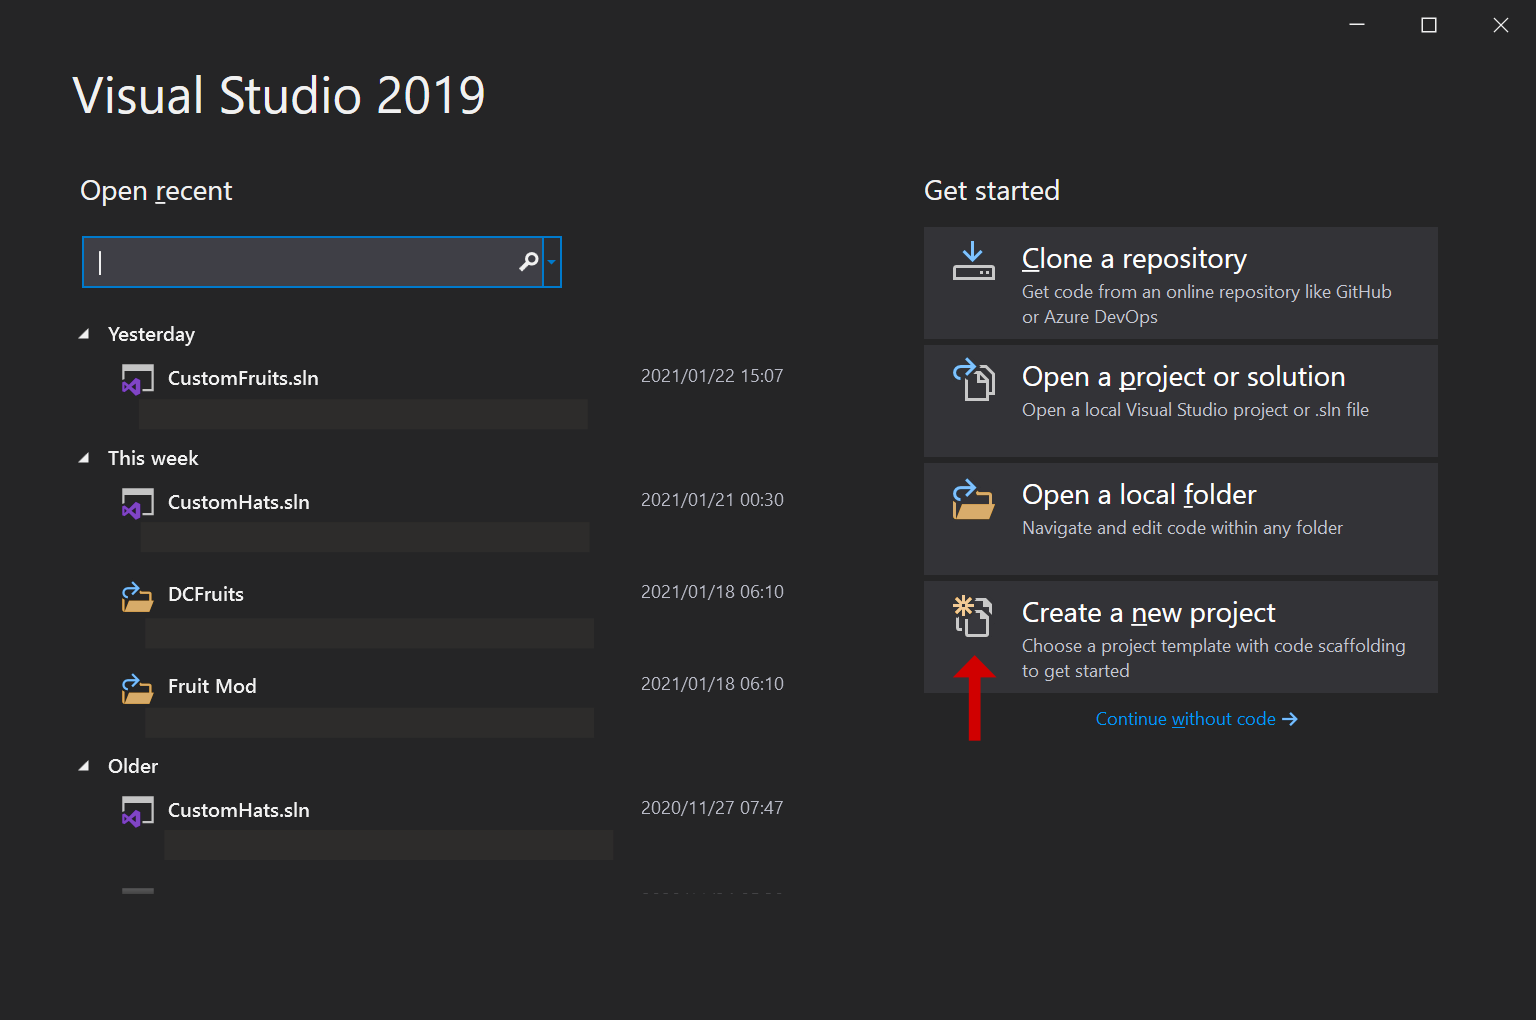 Visual Studio 2019
Open recent
Yesterday
CustomFruits.sln
2021/01/22 15:07
This week
CustomHats.sln
2021/01/21 00:30
DCFruits
2021/01/18 06:10
Fruit Mod
2021/01/18 06:10
Older
CustomHats.sln
2020/11/27 07:47
Get started
Clone a repository
Get code from an online repository like GitHub
or Azure DevOps
Open a project or solution
Open a local Visual Studio project or .sln file
Open a local folder
Navigate and edit code within any folder
Create a new project
Choose a project template with code scaffolding
to get started
Continue without code →